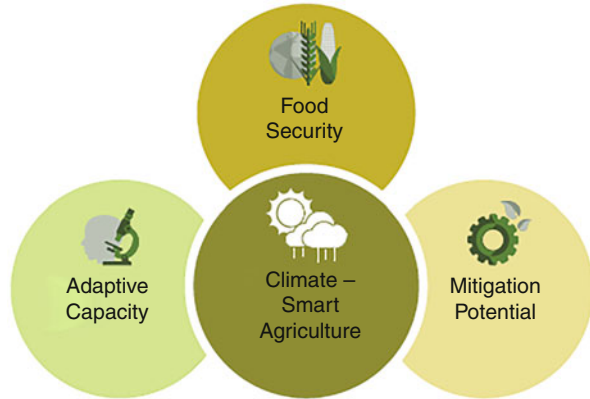 Food
Security
Adaptive
Capacity
Climate –
Smart
Agriculture
Mitigation
Potential